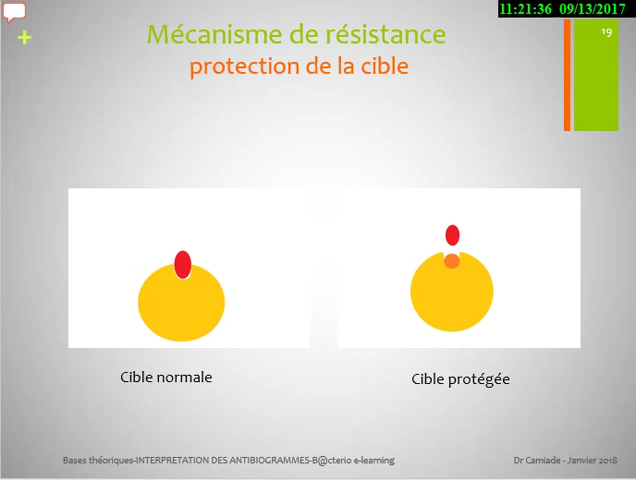 11:21:36 09/13/2017
+
19
Mécanisme de résistance
protection de la cible
Cible normale
Cible protégée
Bases théoriques-INTERPRETATION DES ANTIBIOGRAMMES-B@cterio e-learning
Dr Camiade - Janvier 2018